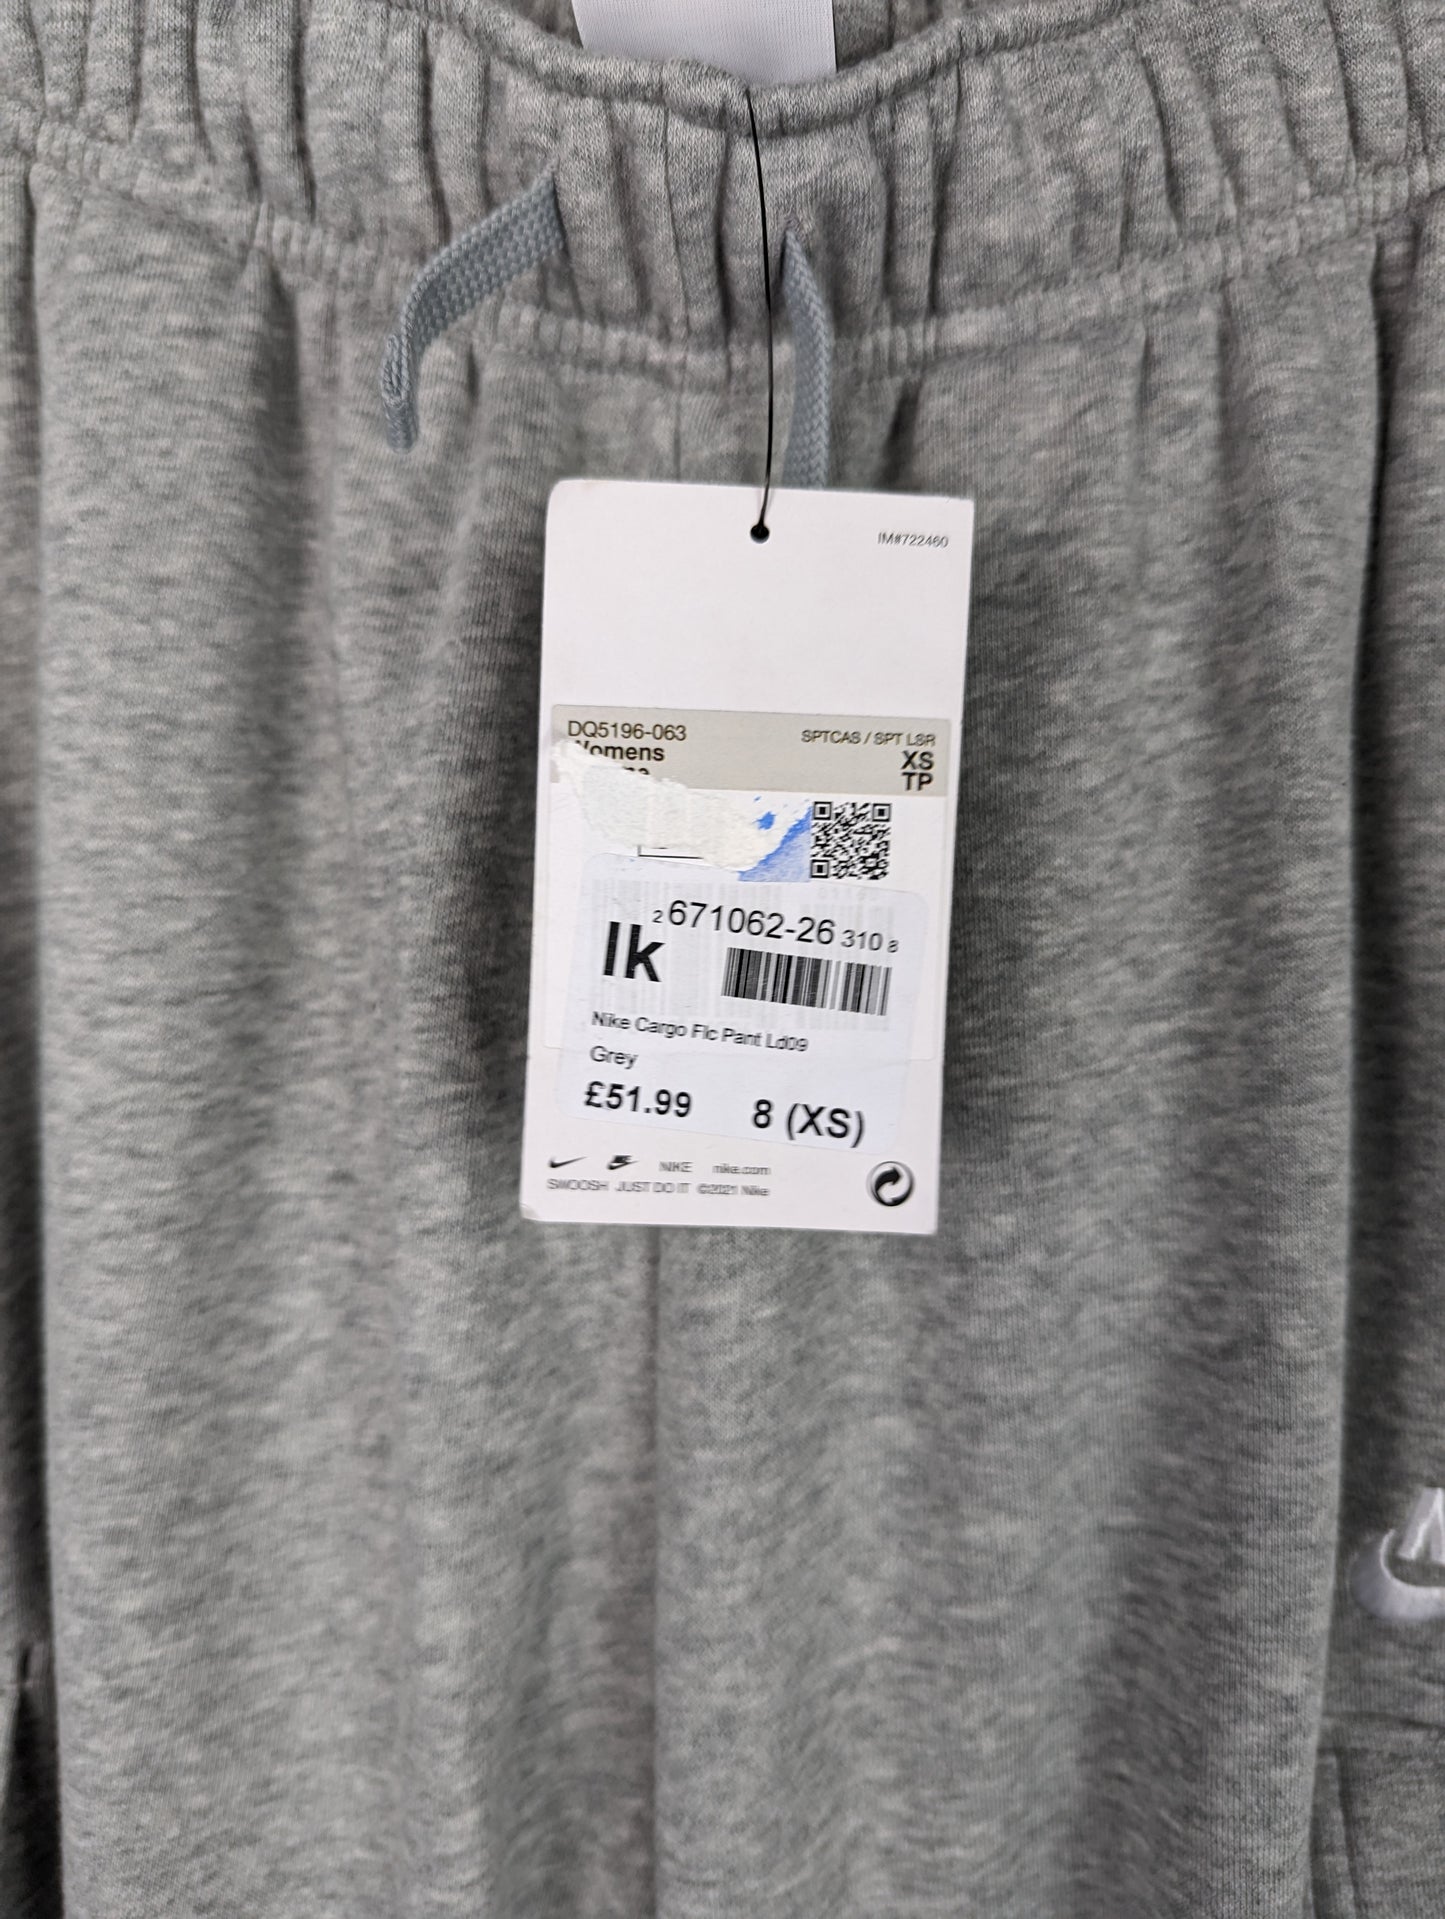 IM#722460
DQ5196-063 SPTCAS / SPT LSR
Womens XS
TP
2 671062-26 310 8
lk
Nike Cargo Flc Pant Ld09
Grey
£51.99 8 (XS)
NIKE nike.com
SWOOSH JUST DO IT ©2021 Nike